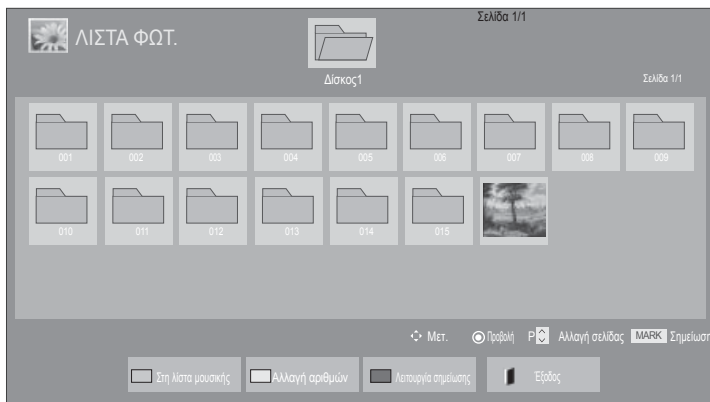 Σελίδα 1/1
ΛΙΣΤΑ ΦΩΤ.
Δίσκος1
Σελίδα 1/1
001 002 003 004 005 006 007 008 009
010 011 012 013 014 015
Μετ. Προβολή P Αλλαγή σελίδας MARK Σημείωση
Στη λίστα μουσικής Αλλαγή αριθμών Λειτουργία σημείωσης Έξοδος